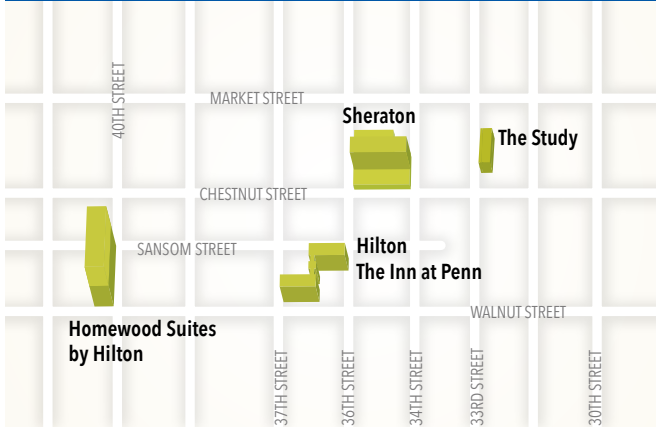 40TH STREET
MARKET STREET
Sheraton
The Study
CHESTNUT STREET
SANSOM STREET
Hilton
The Inn at Penn
WALNUT STREET
Homewood Suites
by Hilton
37TH STREET
36TH STREET
34TH STREET
33RD STREET
30TH STREET